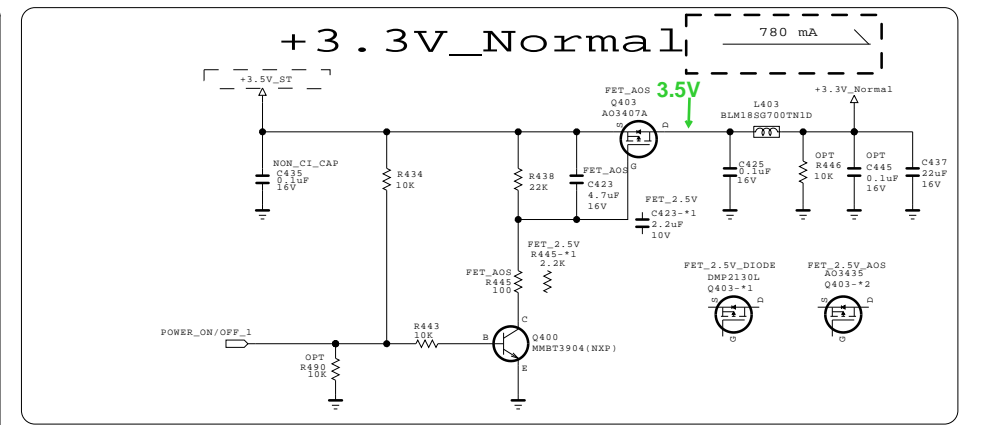 +3.3V_Normal
780 mA
+3.5V_ST
FET_AOS
Q403
AO3407A
3.5V
+3.3V_Normal
L403
BLM18SG700TN1D
S
D
G
NON_CI_CAP
C435
0.1uF
16V
R434
10K
R438
22K
FET_AOS
C423
4.7uF
16V
FET_2.5V
C423-*1
2.2uF
10V
C425
0.1uF
16V
OPT
R446
10K
OPT
C445
0.1uF
16V
C437
22uF
16V
FET_2.5V
R445-*1
2.2K
FET_AOS
R445
100
FET_2.5V_DIODE
DMP2130L
Q403-*1
S
D
G
FET_2.5V_AOS
AO3435
Q403-*2
S
D
G
POWER_ON/OFF_1
OPT
R490
10K
R443
10K
B
C
E
Q400
MMBT3904(NXP)